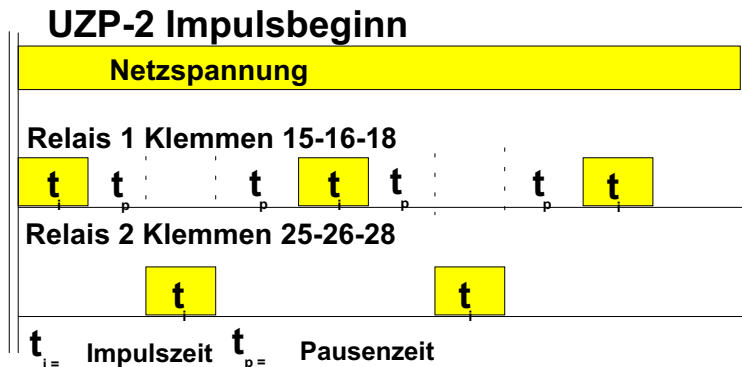 UZP-2 Impulsbeginn
Netzspannung
Relais 1 Klemmen 15-16-18
ti tp tp ti tp tp ti
Relais 2 Klemmen 25-26-28
ti ti
ti = Impulszeit tp = Pausenzeit